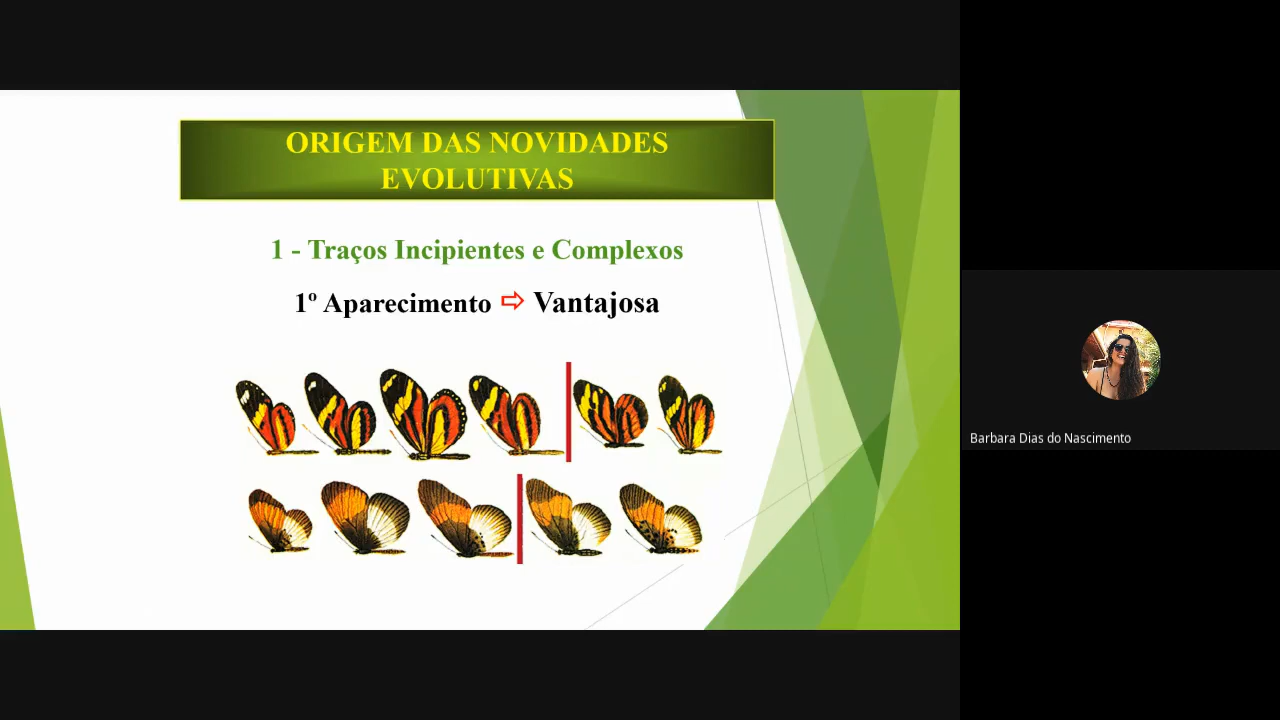 ORIGEM DAS NOVIDADES
EVOLUTIVAS
1 - Traços Incipientes e Complexos
1º Aparecimento ⇨ Vantajosa
Barbara Dias do Nascimento